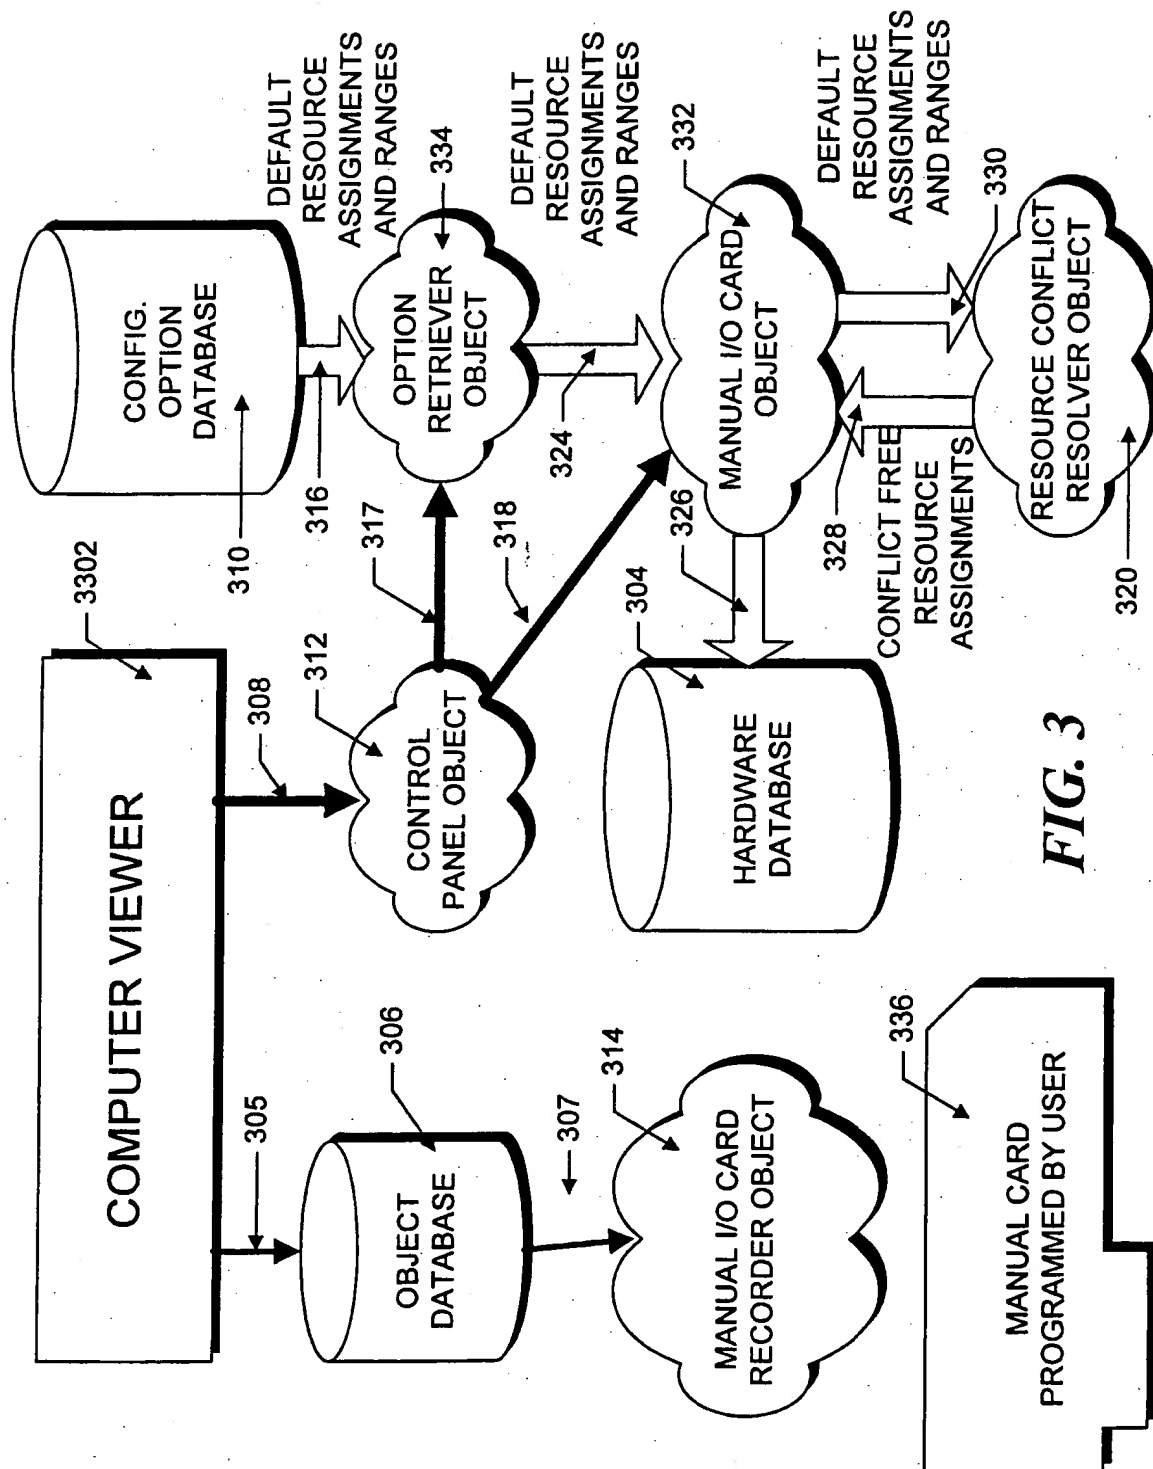 COMPUTER VIEWER
3302
305
308
OBJECT
DATABASE
306
307
MANUAL I/O CARD
RECORDER OBJECT
314
MANUAL CARD
PROGRAMMED BY USER
336
CONTROL
PANEL OBJECT
312
317
318
HARDWARE
DATABASE
304
326
CONFIG.
OPTION
DATABASE
310
316
DEFAULT
RESOURCE
ASSIGNMENTS
AND RANGES
OPTION
RETRIEVER
OBJECT
334
324
DEFAULT
RESOURCE
ASSIGNMENTS
AND RANGES
MANUAL I/O CARD
OBJECT
332
328
CONFLICT FREE
RESOURCE
ASSIGNMENTS
DEFAULT
RESOURCE
ASSIGNMENTS
AND RANGES
330
RESOURCE CONFLICT
RESOLVER OBJECT
320
FIG. 3